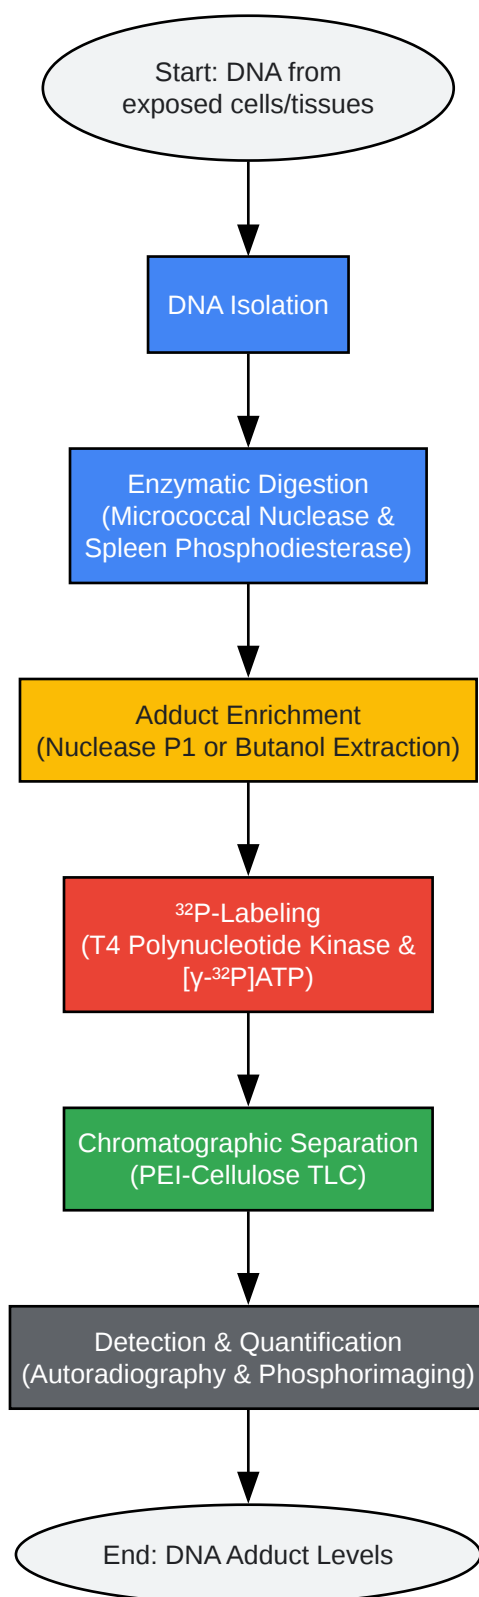 Start: DNA from
exposed cells/tissues
DNA Isolation
Enzymatic Digestion
(Micrococcal Nuclease &
Spleen Phosphodiesterase)
Adduct Enrichment
(Nuclease P1 or Butanol Extraction)
³²P-Labeling
(T4 Polynucleotide Kinase &
[γ-³²P]ATP)
Chromatographic Separation
(PEI-Cellulose TLC)
Detection & Quantification
(Autoradiography & Phosphorimaging)
End: DNA Adduct Levels